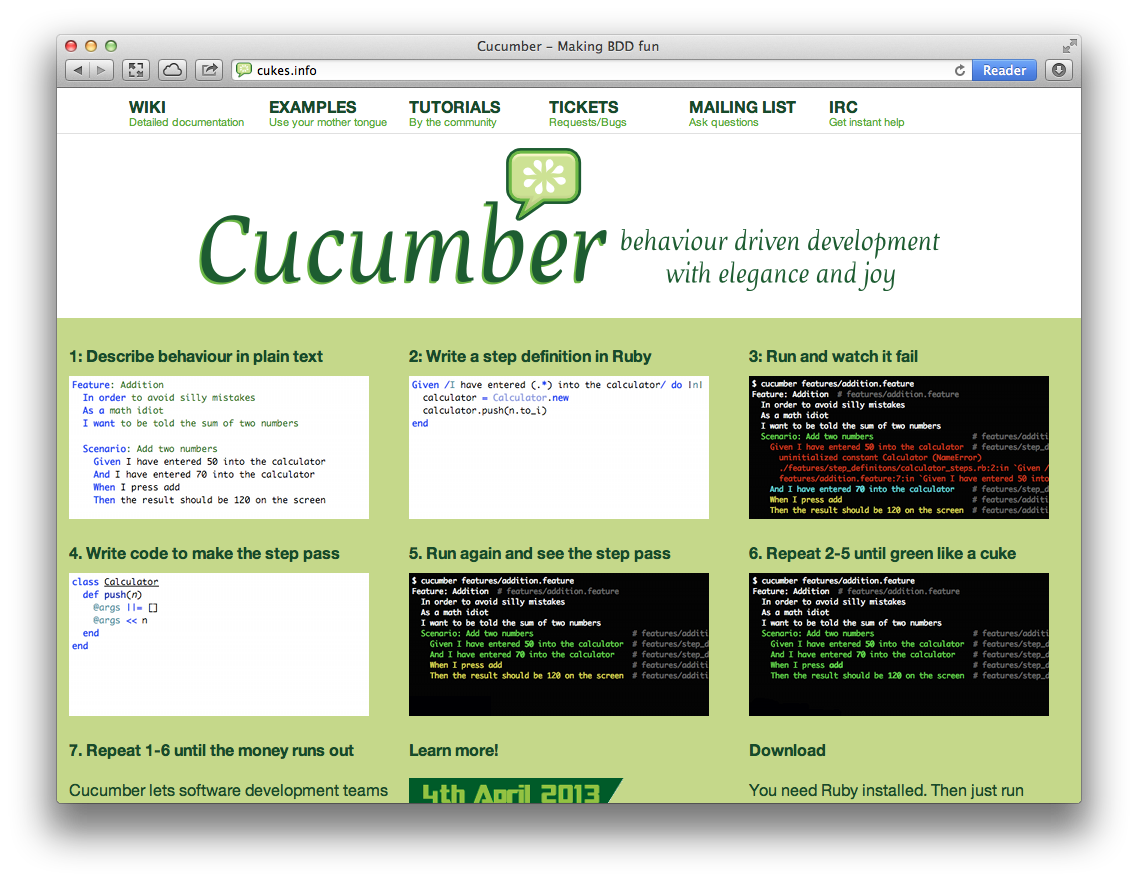 Cucumber – Making BDD fun
cukes.info
Reader
WIKI
Detailed documentation
EXAMPLES
Use your mother tongue
TUTORIALS
By the community
TICKETS
Requests/Bugs
MAILING LIST
Ask questions
IRC
Get instant help
Cucumber
behaviour driven development
with elegance and joy
1: Describe behaviour in plain text
Feature: Addition
In order to avoid silly mistakes
As a math idiot
I want to be told the sum of two numbers
Scenario: Add two numbers
Given I have entered 50 into the calculator
And I have entered 70 into the calculator
When I press add
Then the result should be 120 on the screen
2: Write a step definition in Ruby
Given /I have entered (.*) into the calculator/ do |n|
calculator = Calculator.new
calculator.push(n.to_i)
end
3: Run and watch it fail
$ cucumber features/addition.feature
Feature: Addition # features/addition.feature
In order to avoid silly mistakes
As a math idiot
I want to be told the sum of two numbers
Scenario: Add two numbers # features/additi
Given I have entered 50 into the calculator # features/step_d
uninitialized constant Calculator (NameError)
./features/step_definitons/calculator_steps.rb:2:in `Given /
features/addition.feature:7:in `Given I have entered 50 into
And I have entered 70 into the calculator # features/step_d
When I press add # features/additi
Then the result should be 120 on the screen # features/additi
4. Write code to make the step pass
class Calculator
def push(n)
@args ||= []
@args << n
end
end
5. Run again and see the step pass
$ cucumber features/addition.feature
Feature: Addition # features/addition.feature
In order to avoid silly mistakes
As a math idiot
I want to be told the sum of two numbers
Scenario: Add two numbers # features/additi
Given I have entered 50 into the calculator # features/step_d
And I have entered 70 into the calculator # features/step_d
When I press add # features/additi
Then the result should be 120 on the screen # features/additi
6. Repeat 2-5 until green like a cuke
$ cucumber features/addition.feature
Feature: Addition # features/addition.feature
In order to avoid silly mistakes
As a math idiot
I want to be told the sum of two numbers
Scenario: Add two numbers # features/additi
Given I have entered 50 into the calculator # features/step_d
And I have entered 70 into the calculator # features/step_d
When I press add # features/step_d
Then the result should be 120 on the screen # features/step_d
7. Repeat 1-6 until the money runs out
Cucumber lets software development teams
Learn more!
4th April 2013
Download
You need Ruby installed. Then just run